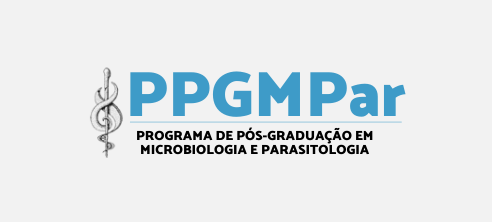 PPGMPar
PROGRAMA DE PÓS-GRADUAÇÃO EM
MICROBIOLOGIA E PARASITOLOGIA